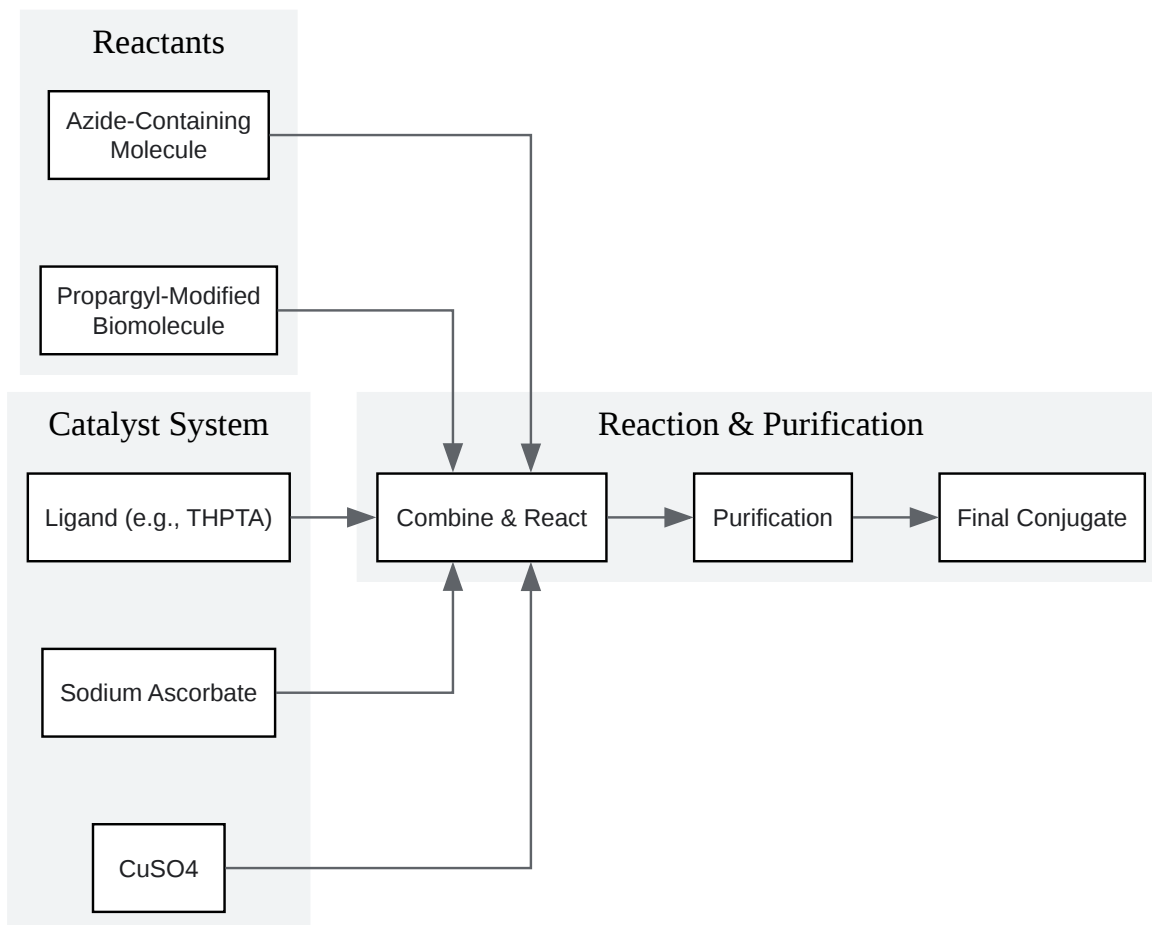 Reactants
Azide-Containing
Molecule
Propargyl-Modified
Biomolecule
Catalyst System
Ligand (e.g., THPTA)
Sodium Ascorbate
CuSO4
Reaction & Purification
Combine & React
Purification
Final Conjugate